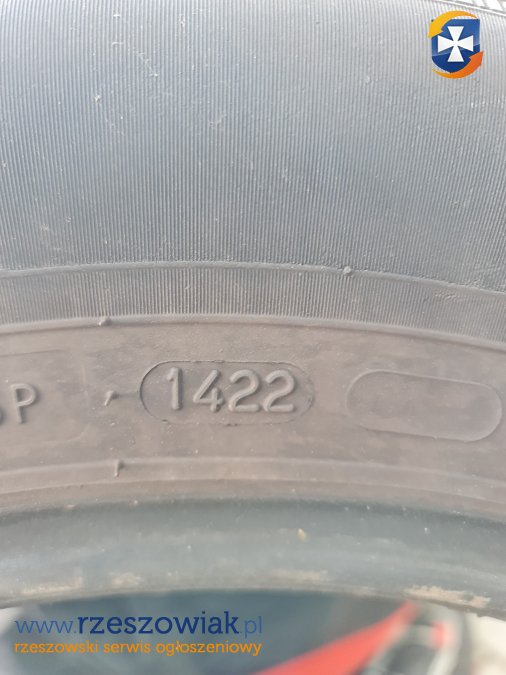 1422
www.rzeszowiak.pl
rzeszowski serwis ogłoszeniowy